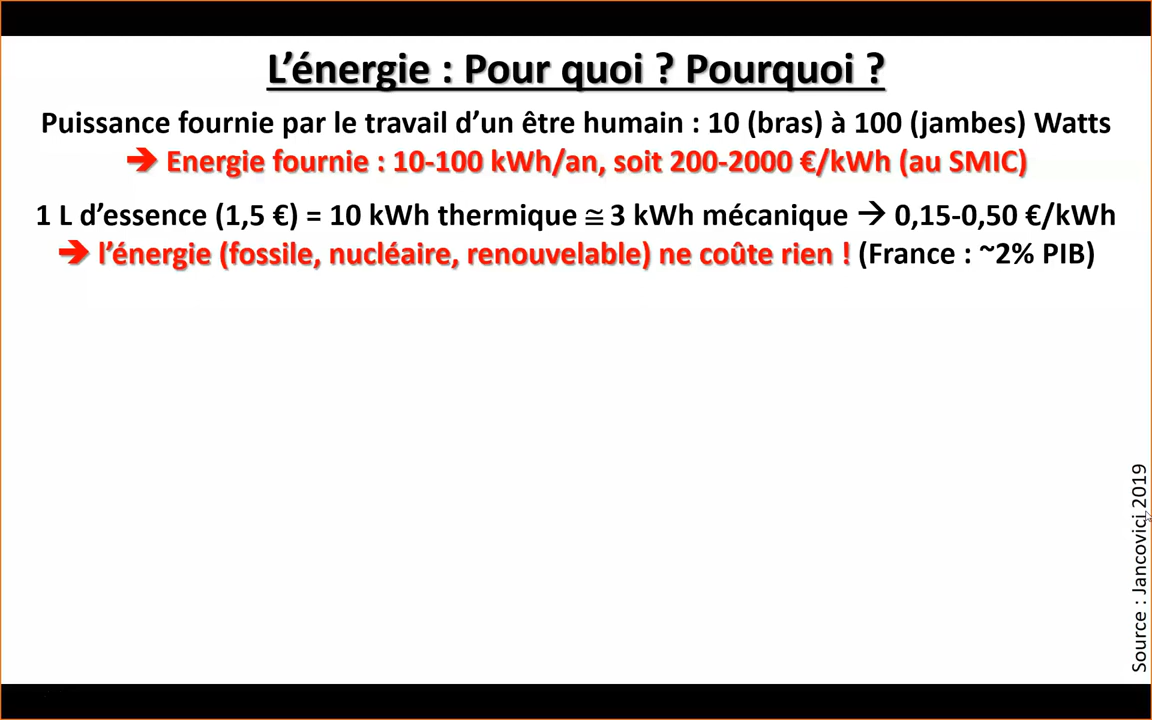 L’énergie : Pour quoi ? Pourquoi ?
Puissance fournie par le travail d’un être humain : 10 (bras) à 100 (jambes) Watts
➔ Energie fournie : 10-100 kWh/an, soit 200-2000 €/kWh (au SMIC)
1 L d’essence (1,5 €) = 10 kWh thermique ≅ 3 kWh mécanique → 0,15-0,50 €/kWh
➔ l’énergie (fossile, nucléaire, renouvelable) ne coûte rien ! (France : ~2% PIB)
Source : Jancovici 2019